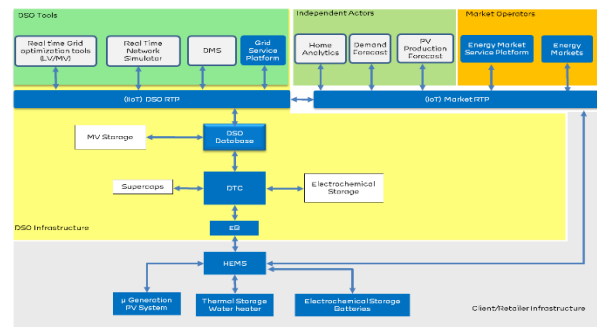 DSO Tools
Independent Actors
Market Operators
Real time Grid
optimization tools
(LV/MV)
Real Time
Network
Simulator
DMS
Grid
Service
Platform
Home
Analytics
Demand
Forecast
PV
Production
Forecast
Energy Market
Service Platform
Energy
Markets
(IIoT) DSO RTP
(IoT) Market RTP
MV Storage
DSO
Database
Supercaps
DTC
Electrochemical
Storage
EB
DSO Infrastructure
HEMS
µ Generation
PV System
Thermal Storage
Water heater
Electrochemical Storage
Batteries
Client/Retailer Infrastructure